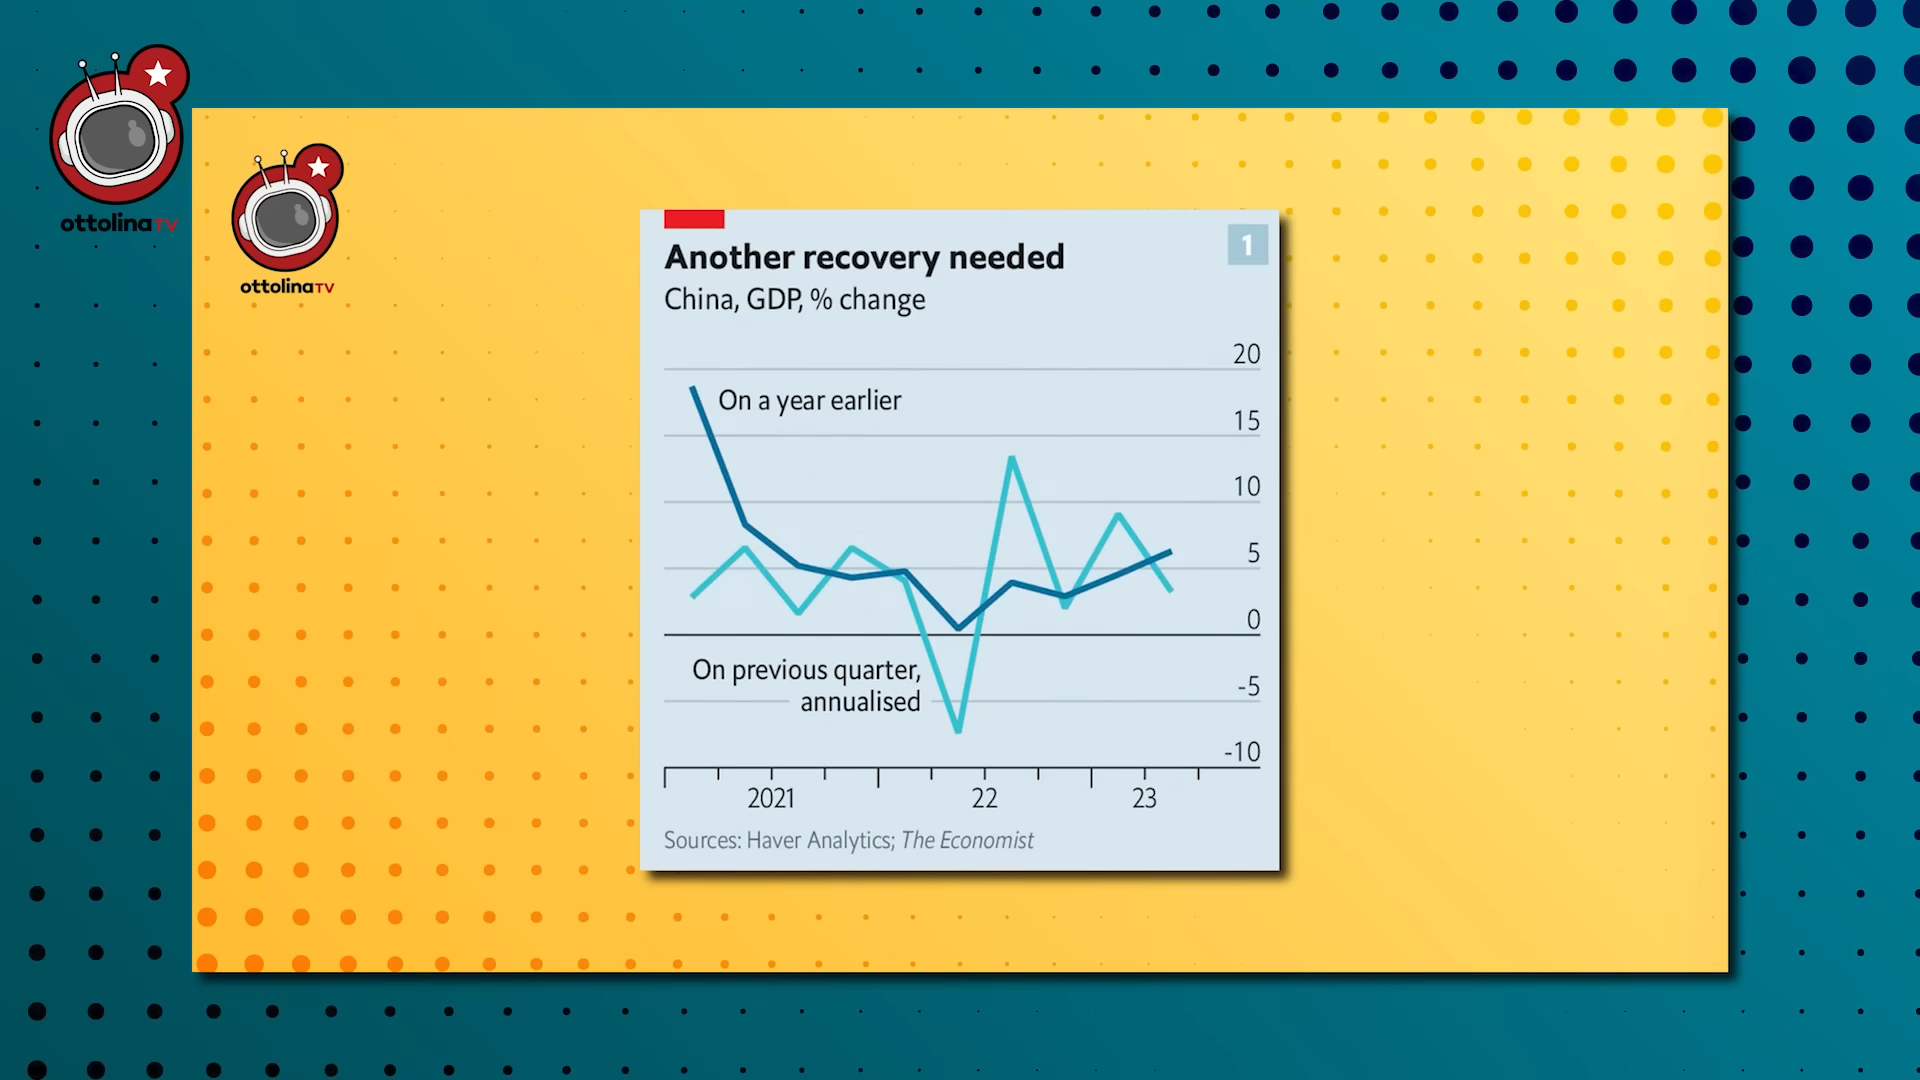 ottolinaTV
ottolinaTV
Another recovery needed
1
China, GDP, % change
20
On a year earlier
15
10
5
0
On previous quarter,
annualised
-5
-10
2021
22
23
Sources: Haver Analytics; The Economist